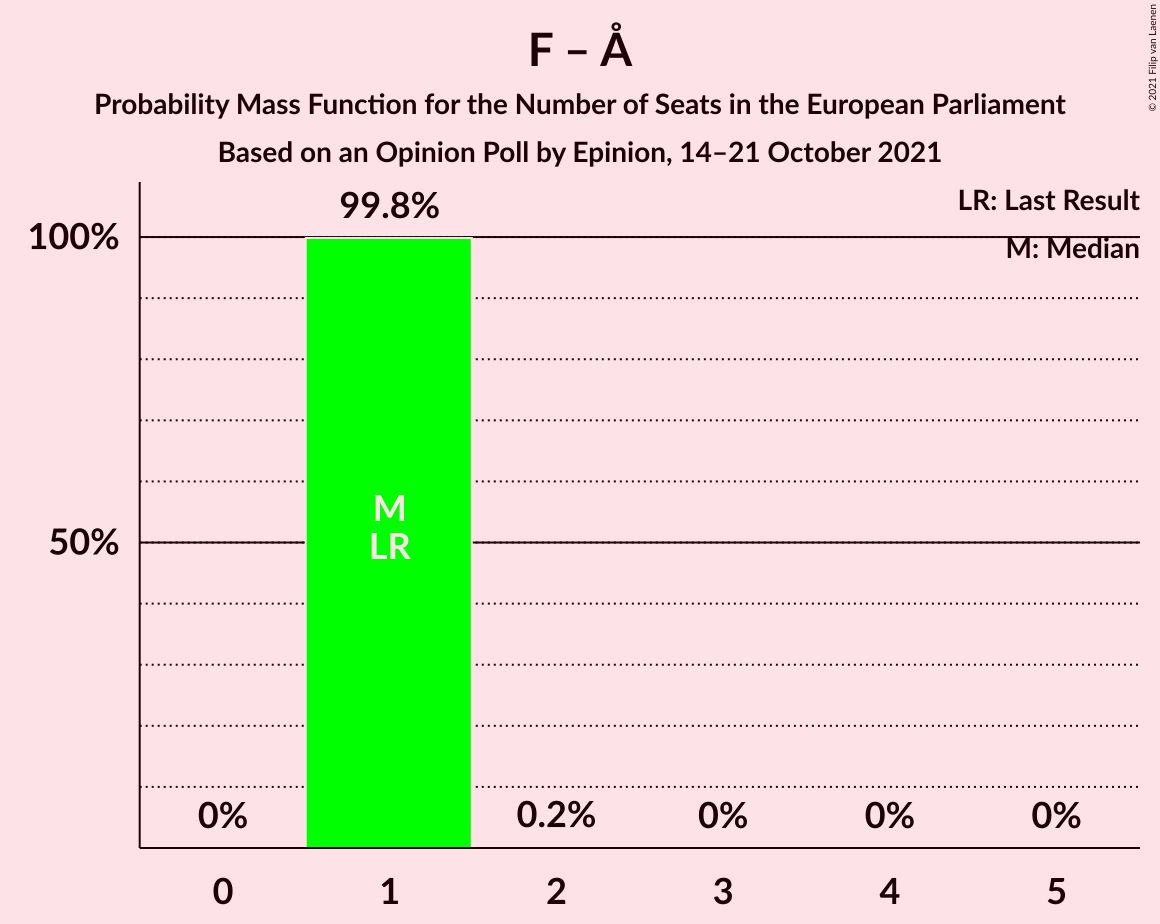 F – Å
Probability Mass Function for the Number of Seats in the European Parliament
Based on an Opinion Poll by Epinion, 14–21 October 2021
© 2021 Filip van Laenen
LR: Last Result
M: Median
99.8%
100%
50%
M
LR
0%
0.2%
0%
0%
0%
0
1
2
3
4
5